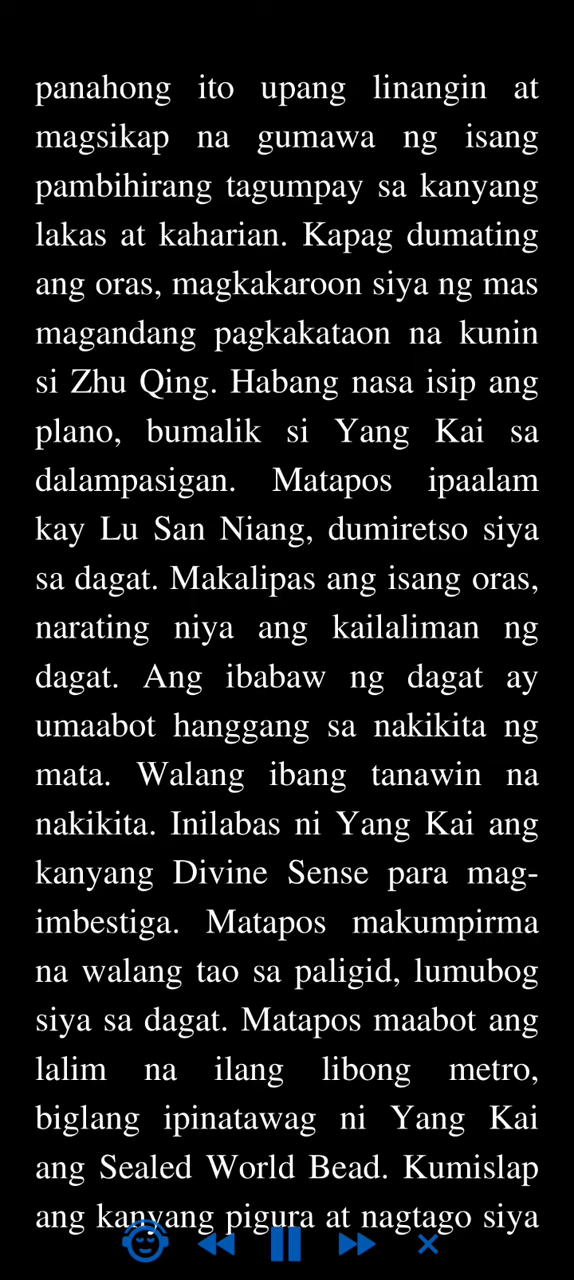 panahong ito upang linangin at
magsikap na gumawa ng isang
pambihirang tagumpay sa kanyang
lakas at kaharian. Kapag dumating
ang oras, magkakaroon siya ng mas
magandang pagkakataon na kunin
si Zhu Qing. Habang nasa isip ang
plano, bumalik si Yang Kai sa
dalampasigan. Matapos ipaalam
kay Lu San Niang, dumiretso siya
sa dagat. Makalipas ang isang oras,
narating niya ang kailaliman ng
dagat. Ang ibabaw ng dagat ay
umaabot hanggang sa nakikita ng
mata. Walang ibang tanawin na
nakikita. Inilabas ni Yang Kai ang
kanyang Divine Sense para mag-
imbestiga. Matapos makumpirma
na walang tao sa paligid, lumubog
siya sa dagat. Matapos maabot ang
lalim na ilang libong metro,
biglang ipinatawag ni Yang Kai
ang Sealed World Bead. Kumislap
ang kanyang pigura at nagtago siya